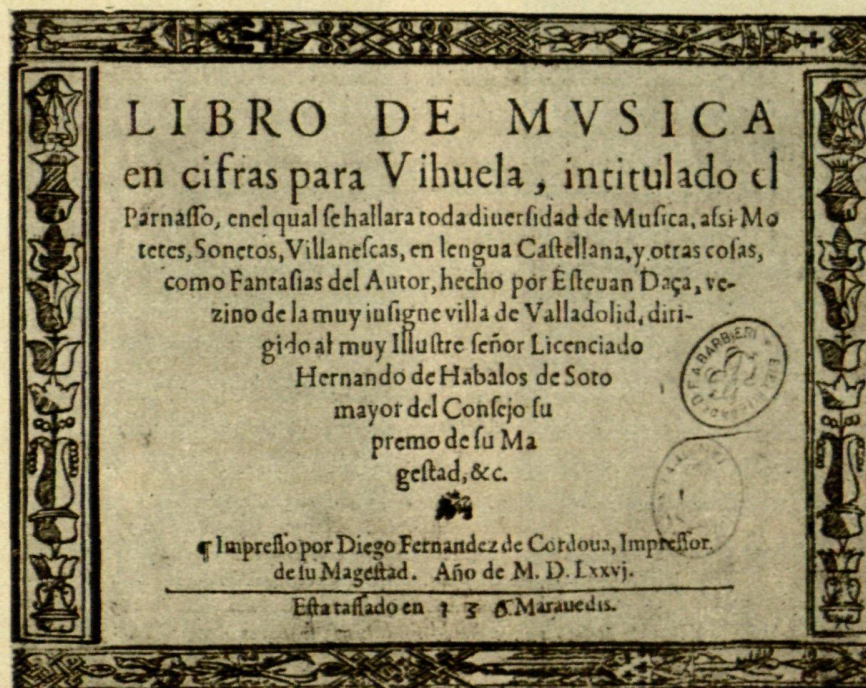 LIBRO DE MVSICA
en cifras para Vihuela, intitulado el
Parnaſſo, enel qual ſe hallara toda diuerſidad de Muſica, aſsi Mo
tetes, Sonetos, Villaneſcas, en lengua Caſtellana, y otras coſas,
como Fantaſias del Autor, hecho por Eſteuan Daça, ve-
zino de la muy inſigne villa de Valladolid, diri-
gido al muy Illuſtre ſeñor Licenciado
Hernando de Habalos de Soto
mayor del Conſejo ſu
premo de ſu Ma
geſtad, &c.
¶ Impreſſo por Diego Fernandez de Cordoua, Impreſſor.
de ſu Mageſtad. Año de M. D. Lxxvj.
Eſta taſſado en 136 Marauedis.
F. A. BARBIERI